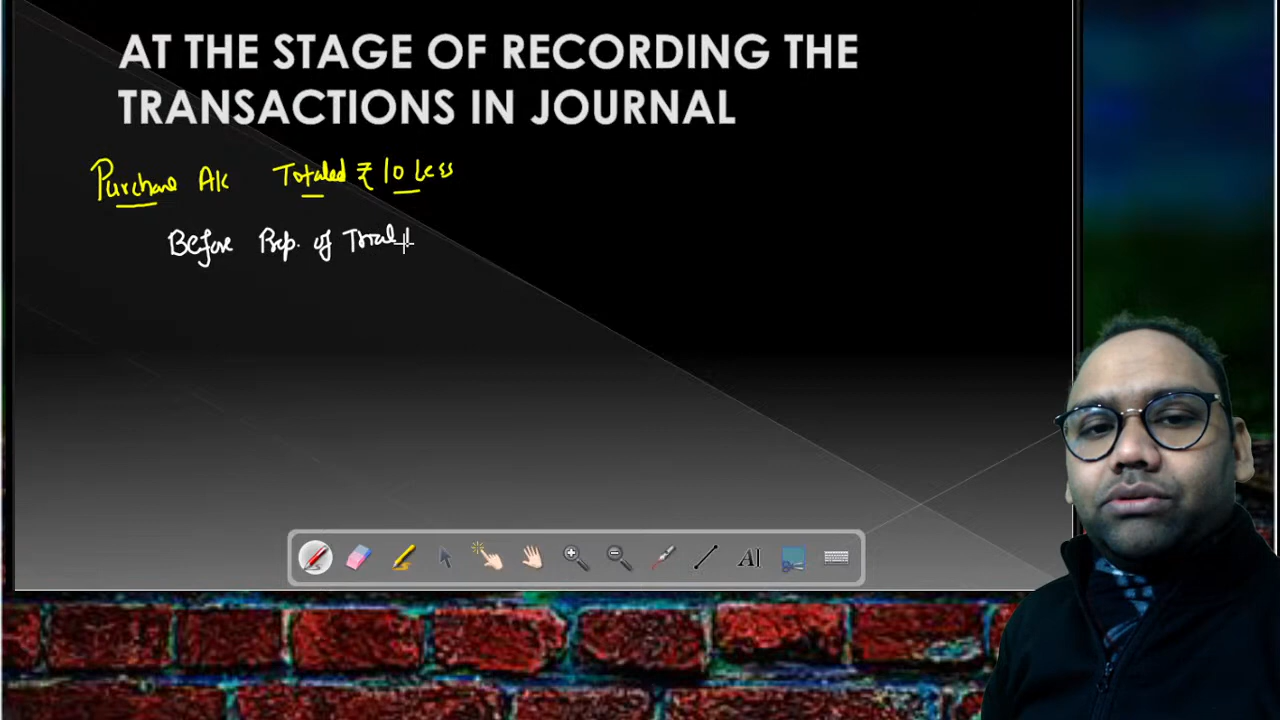 AT THE STAGE OF RECORDING THE
TRANSACTIONS IN JOURNAL
Purchase A/c Totaled ₹ 10 Less
Before Prep. of Trial